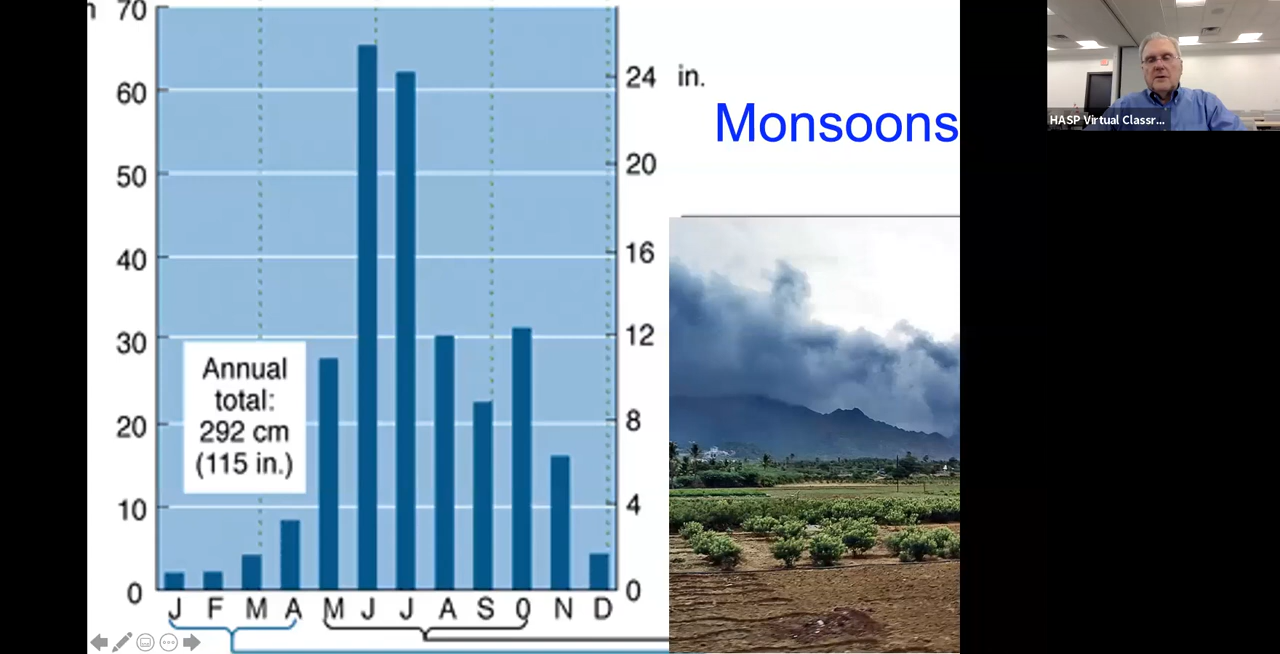 70
60
50
40
30
20
10
0
24 in.
20
16
12
8
4
0
Annual
total:
292 cm
(115 in.)
J F M A M J J A S O N D
Monsoons
HASP Virtual Classr...